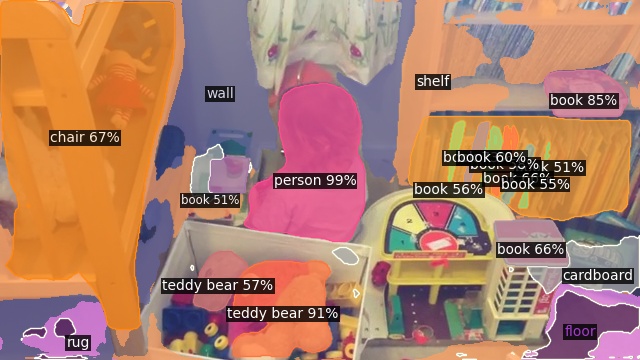 shelf
wall
book 85%
chair 67%
book 60%
k 51%
book 56%
book 55%
person 99%
book 51%
book 66%
cardboard
teddy bear 57%
teddy bear 91%
floor
rug